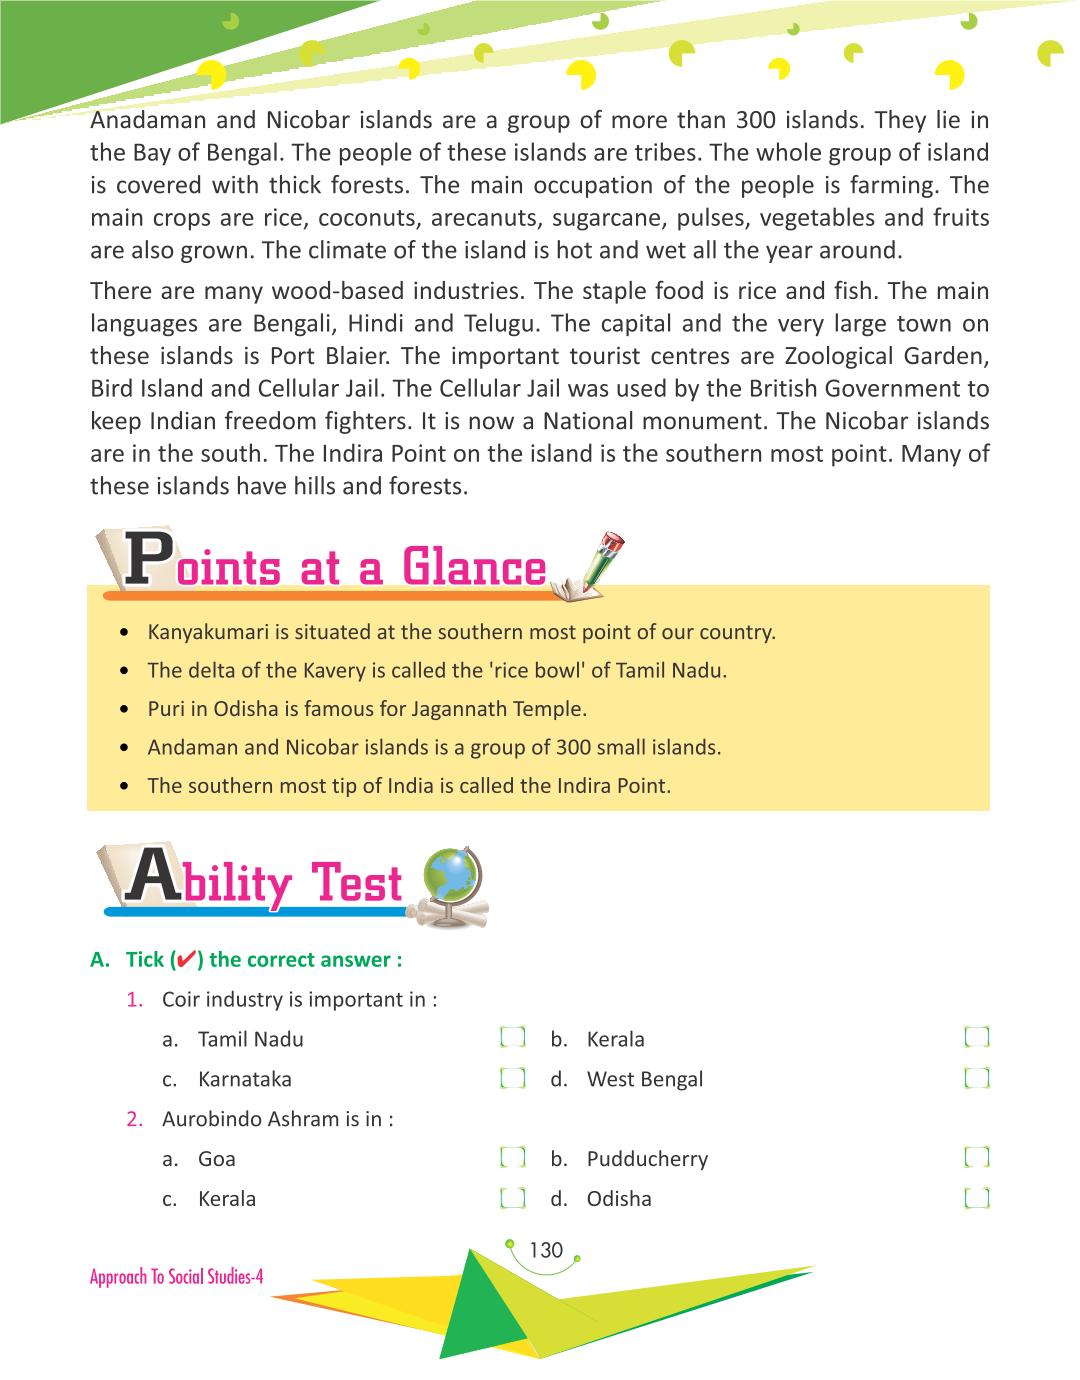 Anadaman and Nicobar islands are a group of more than 300 islands. They lie in
the Bay of Bengal. The people of these islands are tribes. The whole group of island
is covered with thick forests. The main occupation of the people is farming. The
main crops are rice, coconuts, arecanuts, sugarcane, pulses, vegetables and fruits
are also grown. The climate of the island is hot and wet all the year around.
There are many wood-based industries. The staple food is rice and fish. The main
languages are Bengali, Hindi and Telugu. The capital and the very large town on
these islands is Port Blaier. The important tourist centres are Zoological Garden,
Bird Island and Cellular Jail. The Cellular Jail was used by the British Government to
keep Indian freedom fighters. It is now a National monument. The Nicobar islands
are in the south. The Indira Point on the island is the southern most point. Many of
these islands have hills and forests.
Points at a Glance
• Kanyakumari is situated at the southern most point of our country.
• The delta of the Kavery is called the 'rice bowl' of Tamil Nadu.
• Puri in Odisha is famous for Jagannath Temple.
• Andaman and Nicobar islands is a group of 300 small islands.
• The southern most tip of India is called the Indira Point.
Ability Test
A. Tick (✔) the correct answer :
1. Coir industry is important in :
a. Tamil Nadu b. Kerala
c. Karnataka d. West Bengal
2. Aurobindo Ashram is in :
a. Goa b. Pudducherry
c. Kerala d. Odisha
130
Approach To Social Studies-4